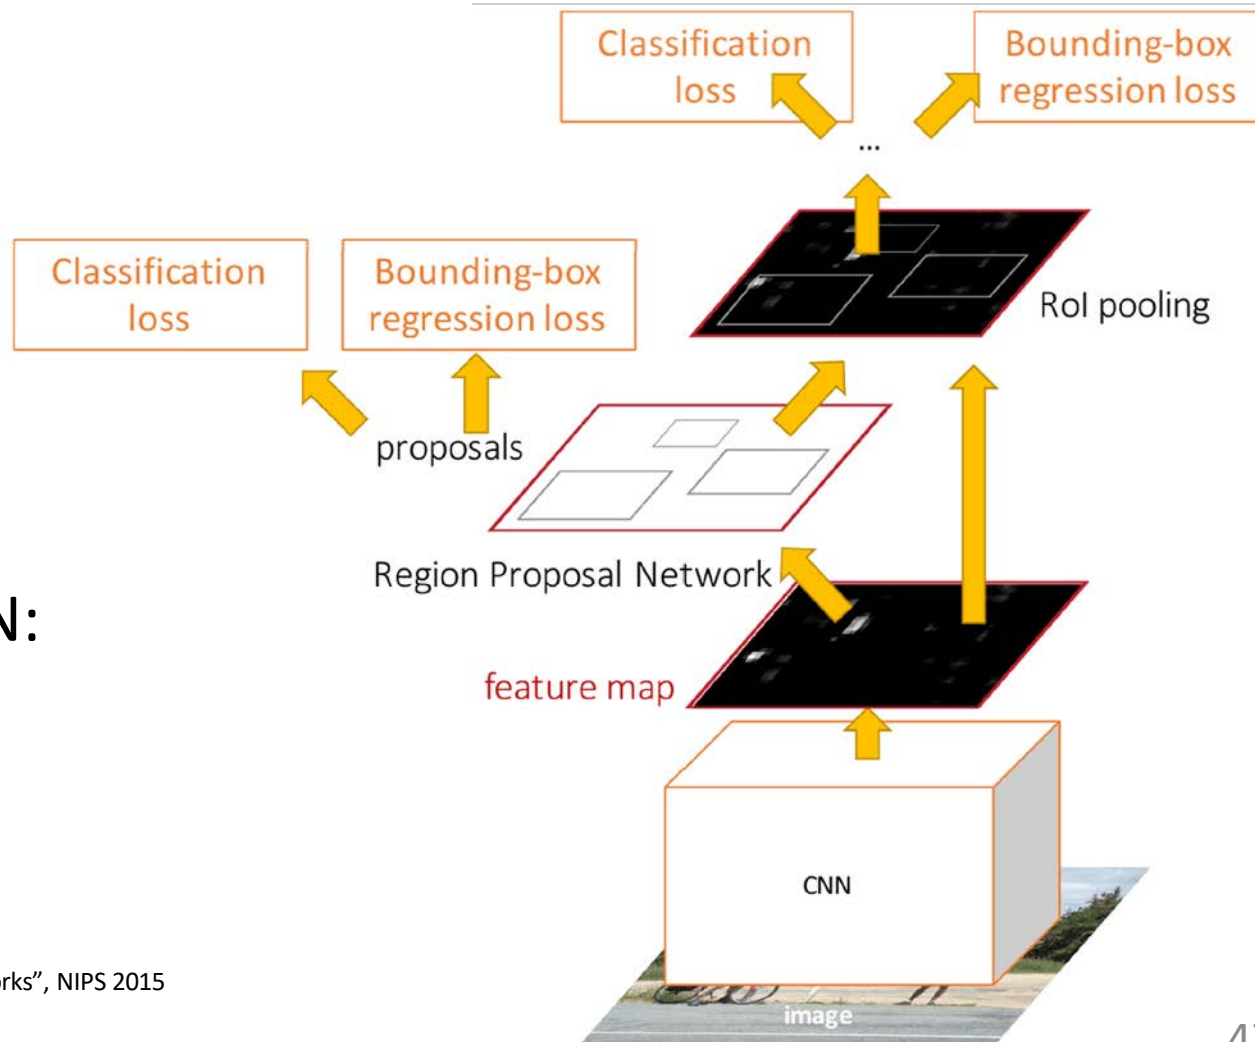 Classification
loss
Bounding-box
regression loss
...
Classification
loss
Bounding-box
regression loss
RoI pooling
proposals
Region Proposal Network
N:
feature map
CNN
orks”, NIPS 2015
image